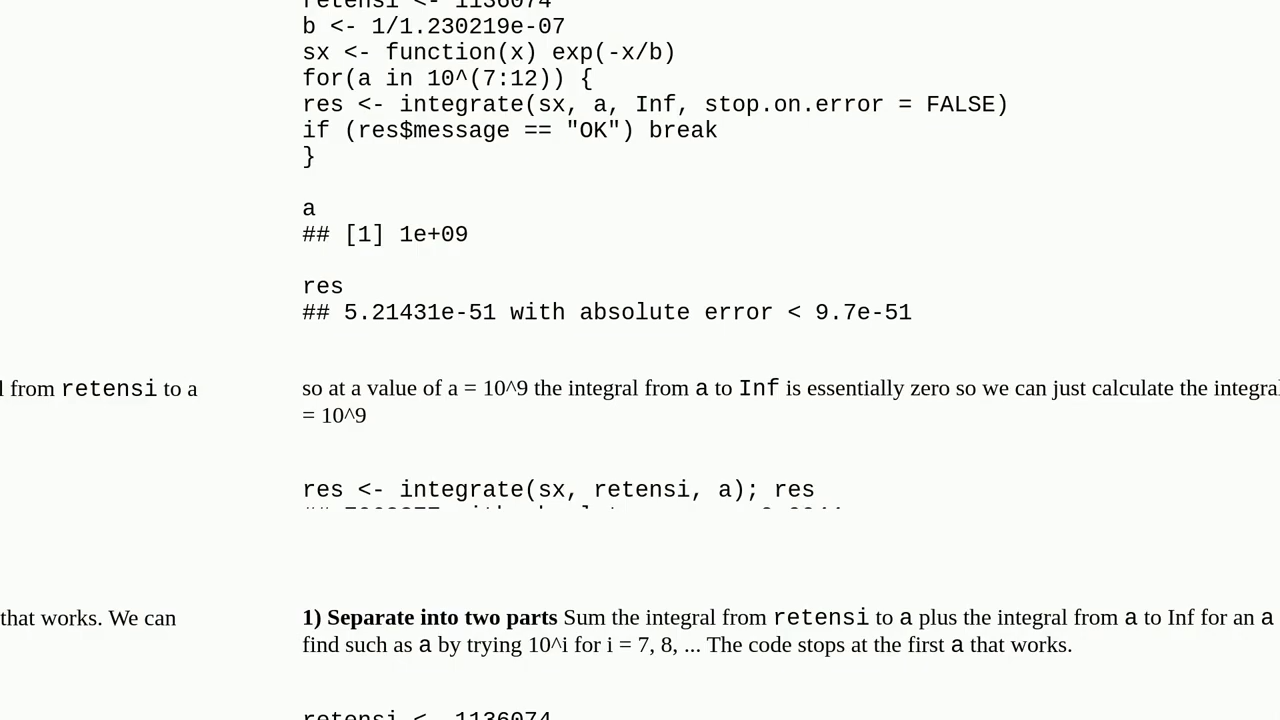 retensi <- 1136074
b <- 1/1.230219e-07
sx <- function(x) exp(-x/b)
for(a in 10^(7:12)) {
res <- integrate(sx, a, Inf, stop.on.error = FALSE)
if (res$message == "OK") break
}
a
## [1] 1e+09
res
## 5.21431e-51 with absolute error < 9.7e-51
from retensi to a
so at a value of a = 10^9 the integral from a to Inf is essentially zero so we can just calculate the integral
= 10^9
res <- integrate(sx, retensi, a); res
that works. We can
1) Separate into two parts Sum the integral from retensi to a plus the integral from a to Inf for an a
find such as a by trying 10^i for i = 7, 8, ... The code stops at the first a that works.
retensi <- 1136074